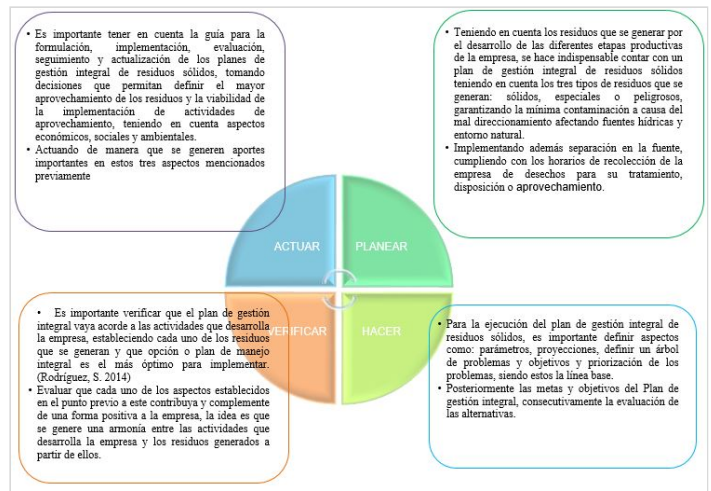 • Es importante tener en cuenta la guía para la
formulación, implementación, evaluación,
seguimiento y actualización de los planes de
gestión integral de residuos sólidos, tomando
decisiones que permitan definir el mayor
aprovechamiento de los residuos y la viabilidad de
la implementación de actividades de
aprovechamiento, teniendo en cuenta aspectos
económicos, sociales y ambientales.
• Actuando de manera que se generen aportes
importantes en estos tres aspectos mencionados
previamente
• Teniendo en cuenta los residuos que se generar por
el desarrollo de las diferentes etapas productivas
de la empresa, se hace indispensable contar con un
plan de gestión integral de residuos sólidos
teniendo en cuenta los tres tipos de residuos que se
generan: sólidos, especiales o peligrosos,
garantizando la mínima contaminación a causa del
mal direccionamiento afectando fuentes hídricas y
entorno natural.
• Implementando además separación en la fuente,
cumpliendo con los horarios de recolección de la
empresa de desechos para su tratamiento,
disposición o aprovechamiento.
ACTUAR
PLANEAR
VERIFICAR
HACER
• Es importante verificar que el plan de gestión
integral vaya acorde a las actividades que desarrolla
la empresa, estableciendo cada uno de los residuos
que se generan y que opción o plan de manejo
integral es el más óptimo para implementar.
(Rodríguez, S. 2014)
• Evaluar que cada uno de los aspectos establecidos
en el punto previo a este contribuya y complemente
de una forma positiva a la empresa, la idea es que
se genere una armonía entre las actividades que
desarrolla la empresa y los residuos generados a
partir de ellos.
• Para la ejecución del plan de gestión integral de
residuos sólidos, es importante definir aspectos
como: parámetros, proyecciones, definir un árbol
de problemas y objetivos y priorización de los
problemas, siendo estos la línea base.
• Posteriormente las metas y objetivos del Plan de
gestión integral, consecutivamente la evaluación de
las alternativas.